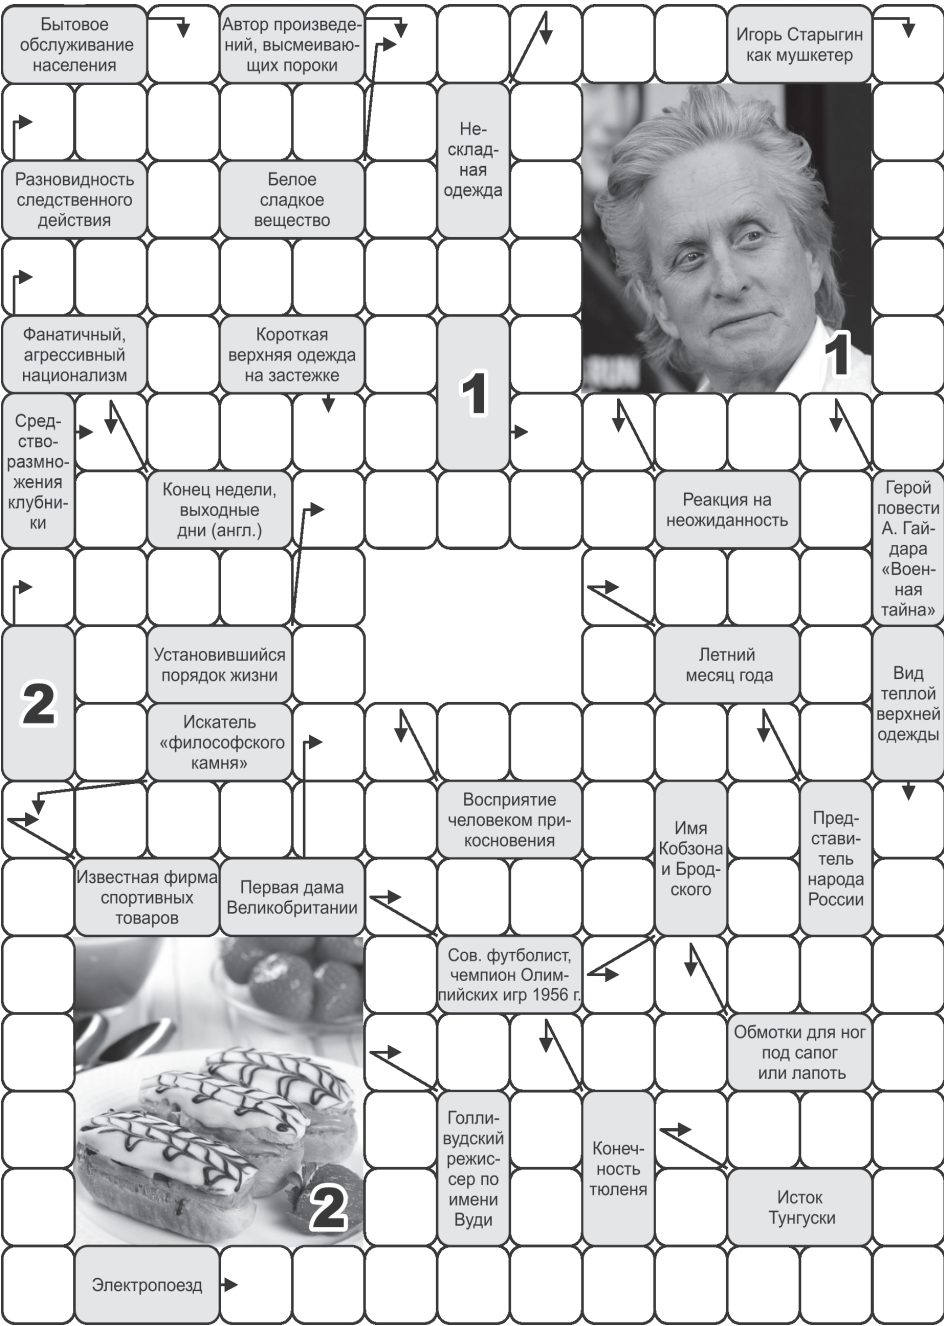 Бытовое
обслуживание
населения
Автор произведе-
ний, высмеиваю-
щих пороки
Игорь Старыгин
как мушкетер
Не-
склад-
ная
одежда
Разновидность
следственного
действия
Белое
сладкое
вещество
RUN
1
Фанатичный,
агрессивный
национализм
Короткая
верхняя одежда
на застежке
1
Сред-
ство-
размно-
жения
клубни-
ки
Конец недели,
выходные
дни (англ.)
Реакция на
неожиданность
Герой
повести
А. Гай-
дара
«Воен-
ная
тайна»
2
Установившийся
порядок жизни
Летний
месяц года
Вид
теплой
верхней
одежды
Искатель
«философского
камня»
Восприятие
человеком при-
косновения
Имя
Кобзона
и Брод-
ского
Пред-
стави-
тель
народа
России
Известная фирма
спортивных
товаров
Первая дама
Великобритании
Сов. футболист,
чемпион Олим-
пийских игр 1956 г.
Обмотки для ног
под сапог
или лапоть
Голли-
вудский
режис-
сер по
имени
Вуди
Конеч-
ность
тюленя
Исток
Тунгуски
2
Электропоезд